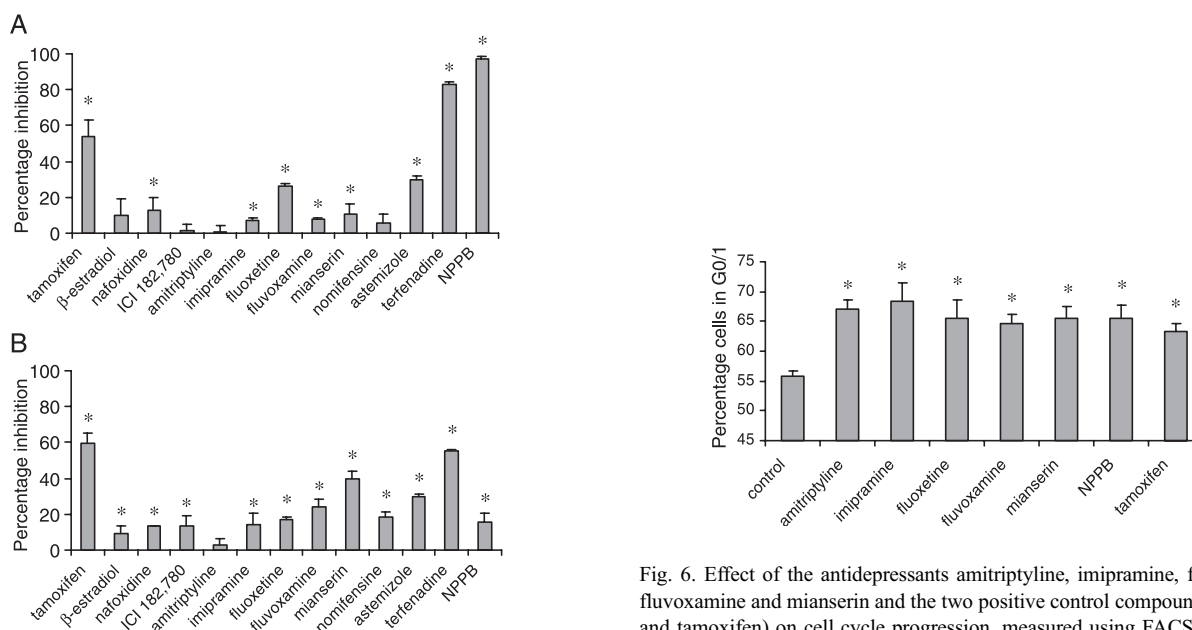 A
Percentage inhibition
100
80
60
40
20
0
* * * * * * * * *
tamoxifen
β-estradiol
nafoxidine
ICI 182,780
amitriptyline
imipramine
fluoxetine
fluvoxamine
mianserin
nomifensine
astemizole
terfenadine
NPPB
B
Percentage inhibition
100
80
60
40
20
0
* * * * * * * * * * * *
tamoxifen
β-estradiol
nafoxidine
ICI 182,780
amitriptyline
imipramine
fluoxetine
fluvoxamine
mianserin
nomifensine
astemizole
terfenadine
NPPB
Percentage cells in G0/1
75
70
65
60
55
50
45
* * * * * * *
control
amitriptyline
imipramine
fluoxetine
fluvoxamine
mianserin
NPPB
tamoxifen
Fig. 6. Effect of the antidepressants amitriptyline, imipramine, f
fluvoxamine and mianserin and the two positive control compoun
and tamoxifen) on cell cycle progression, measured using FACS